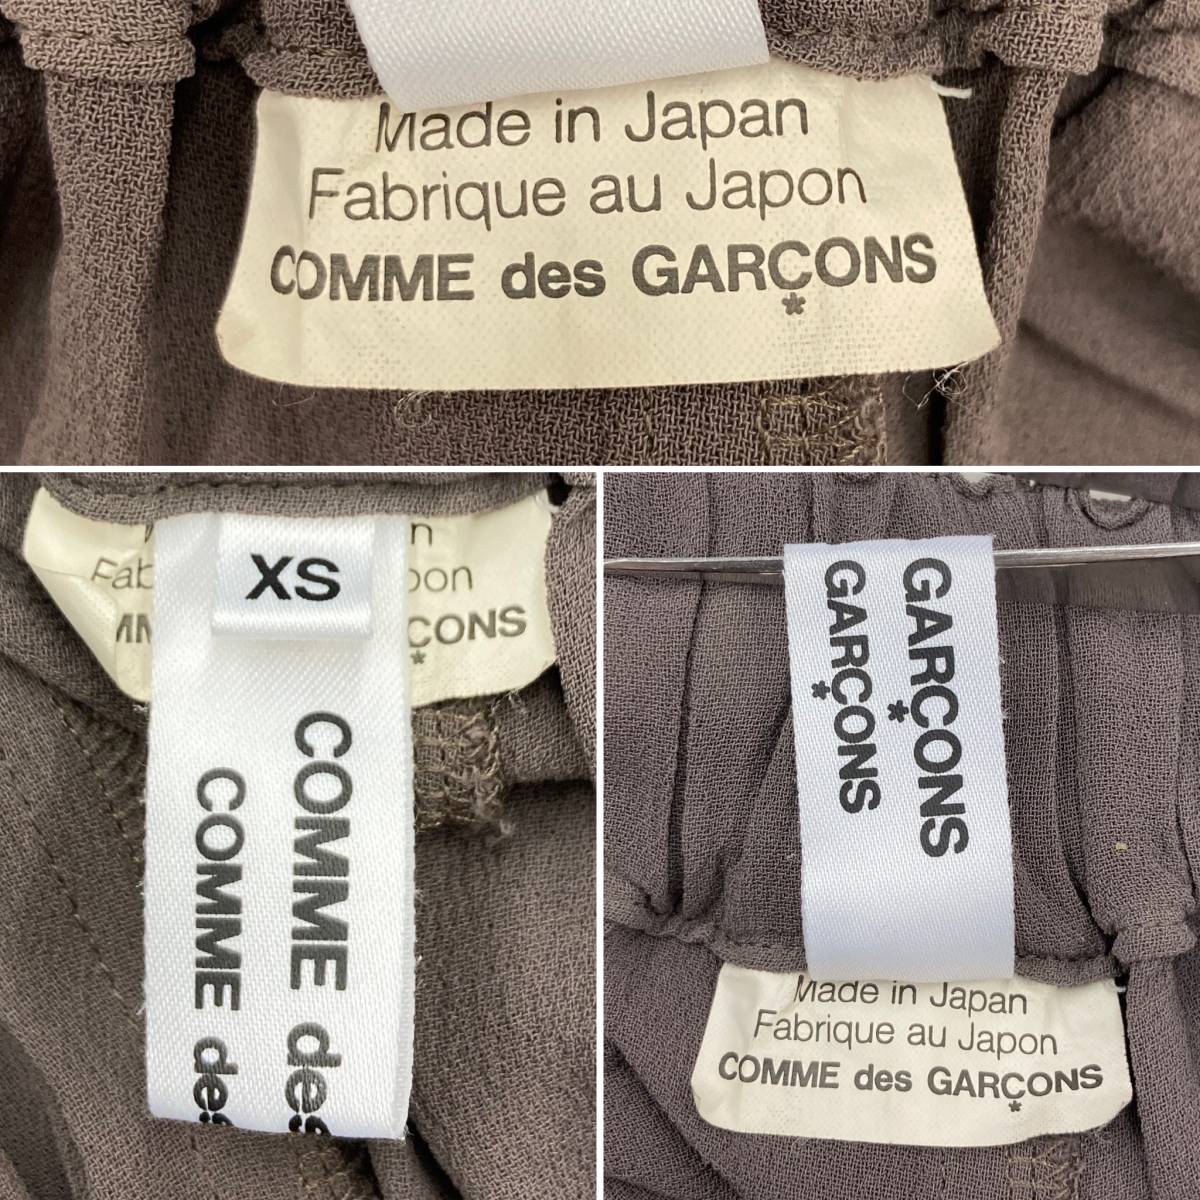 Made in Japan
Fabrique au Japon
COMME des GARÇONS
*
XS
CONS
*
COMME des
COMME des
GARÇONS
*
GARÇONS
*
Made in Japan
Fabrique au Japon
COMME des GARÇONS
*